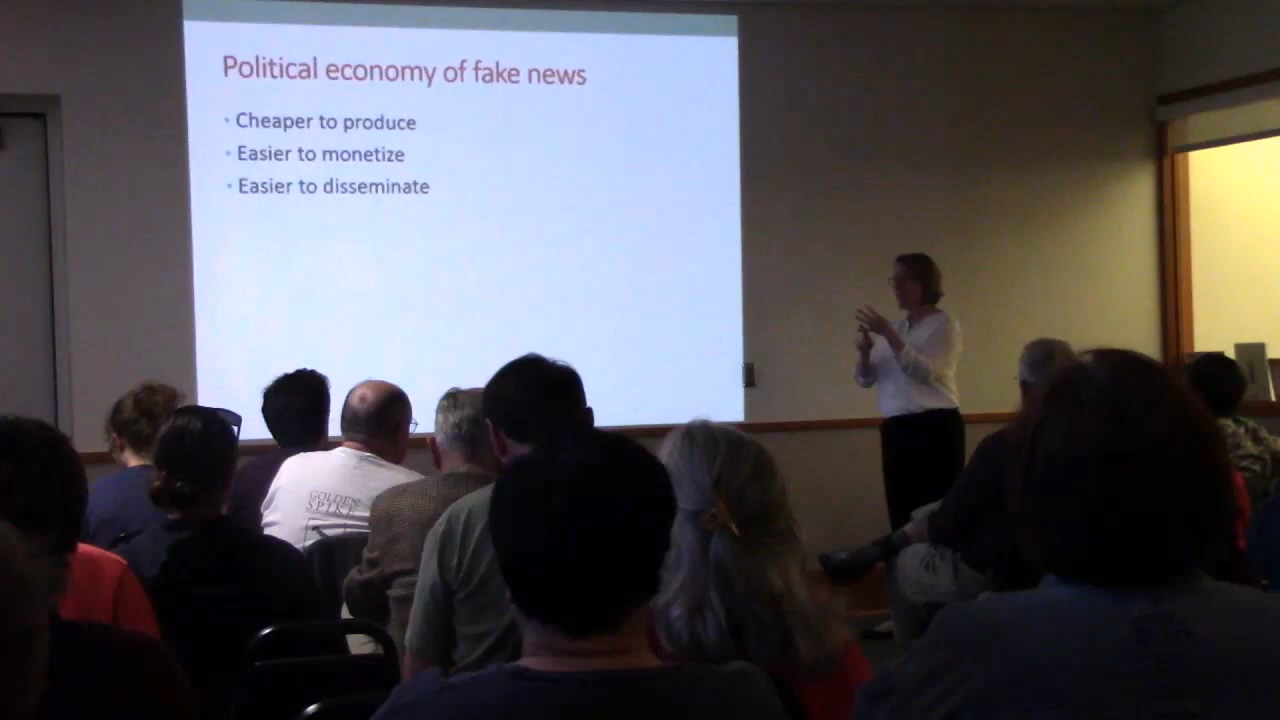 Political economy of fake news
• Cheaper to produce
• Easier to monetize
• Easier to disseminate
GOLDEN
SPIKE